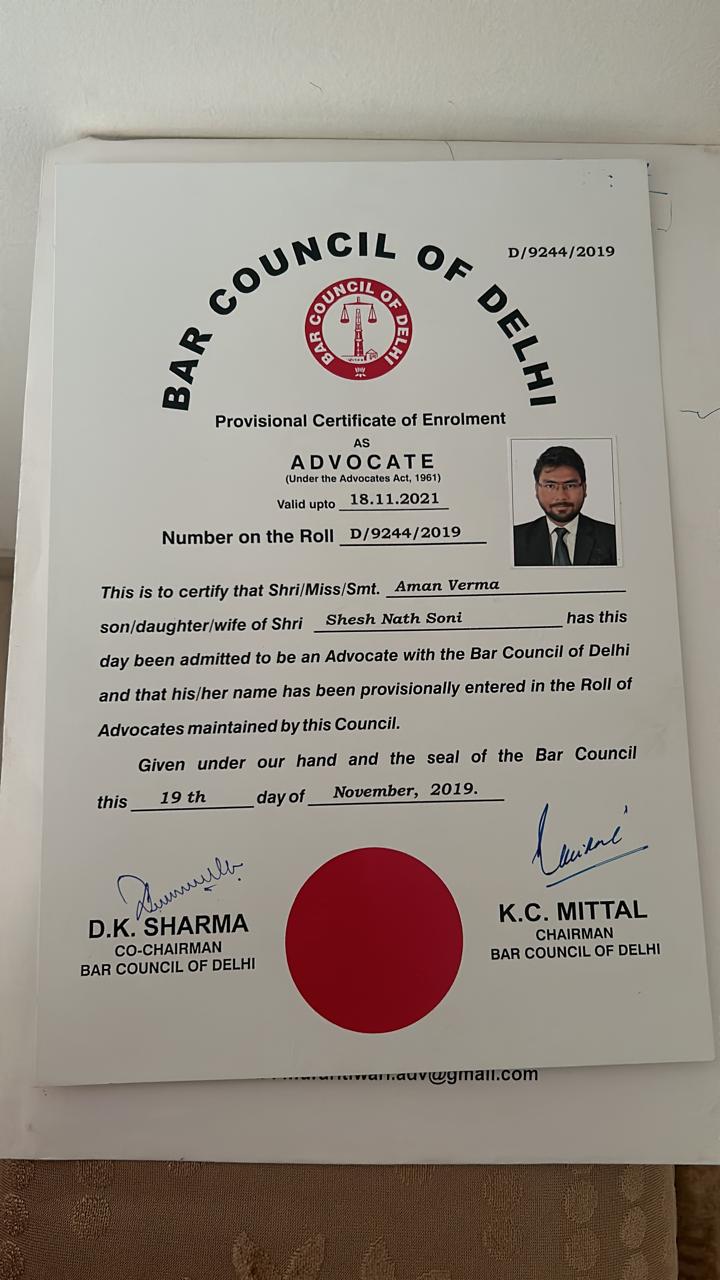 D/9244/2019
BAR COUNCIL OF DELHI
BAR COUNCIL OF DELHI
Provisional Certificate of Enrolment
AS
ADVOCATE
(Under the Advocates Act, 1961)
Valid upto 18.11.2021
Number on the Roll D/9244/2019
This is to certify that Shri/Miss/Smt. Aman Verma
son/daughter/wife of Shri Shesh Nath Soni has this
day been admitted to be an Advocate with the Bar Council of Delhi
and that his/her name has been provisionally entered in the Roll of
Advocates maintained by this Council.
Given under our hand and the seal of the Bar Council
this 19 th day of November, 2019.
D.K. SHARMA
CO-CHAIRMAN
BAR COUNCIL OF DELHI
K.C. MITTAL
CHAIRMAN
BAR COUNCIL OF DELHI